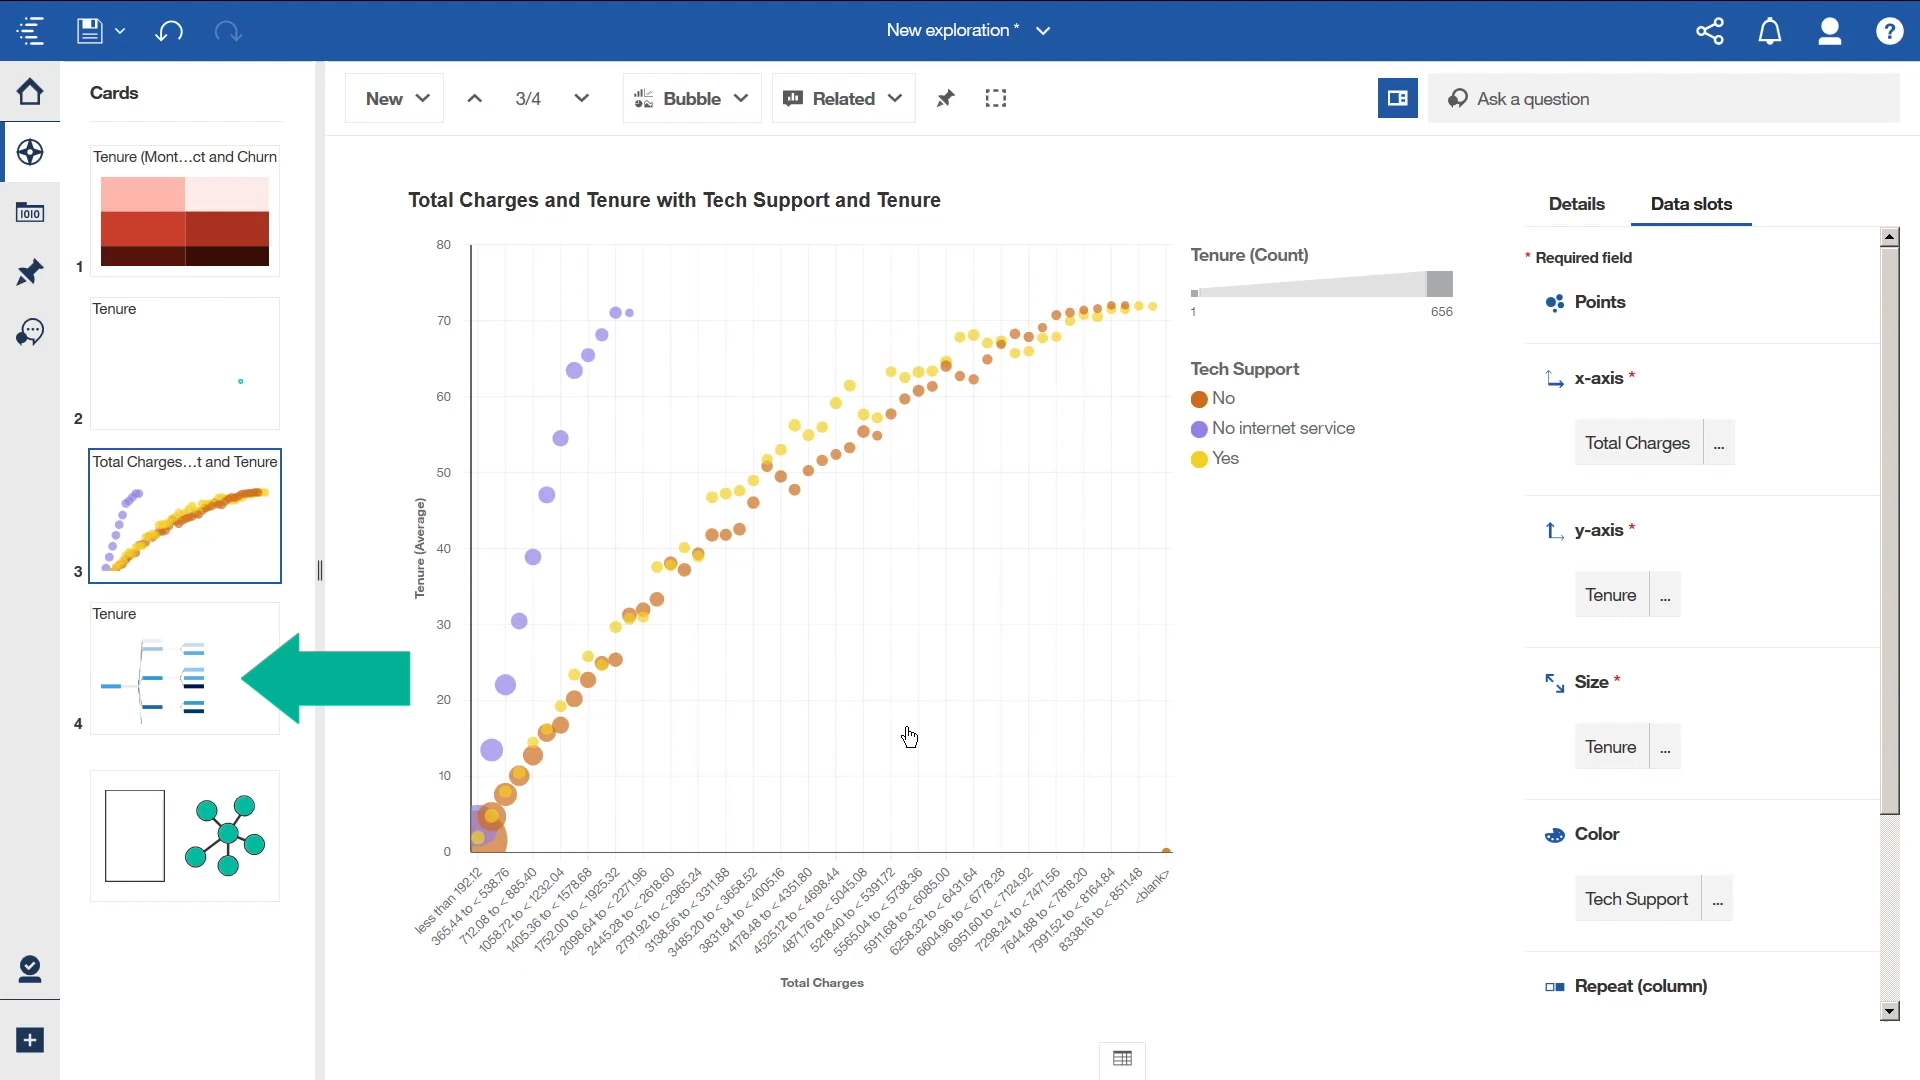 New exploration *
Cards
New
3/4
Bubble
Related
Ask a question
Tenure (Mont...ct and Churn
1
Tenure
2
Total Charges...t and Tenure
3
Tenure
4
1010
Total Charges and Tenure with Tech Support and Tenure
80
70
60
50
40
30
20
10
0
Tenure (Average)
less than 192.12
365.44 to < 538.76
712.08 to < 885.40
1058.72 to < 1232.04
1405.36 to < 1578.68
1752.00 to < 1925.32
2098.64 to < 2271.96
2445.28 to < 2618.60
2791.92 to < 2965.24
3138.56 to < 3311.88
3485.20 to < 3658.52
3831.84 to < 4005.16
4178.48 to < 4351.80
4525.12 to < 4698.44
4871.76 to < 5045.08
5218.40 to < 5391.72
5565.04 to < 5738.36
5911.68 to < 6085.00
6258.32 to < 6431.64
6604.96 to < 6778.28
6951.60 to < 7124.92
7298.24 to < 7471.56
7644.88 to < 7818.20
7991.52 to < 8164.84
8338.16 to < 8511.48
<blank>
Total Charges
Tenure (Count)
1
656
Tech Support
No
No internet service
Yes
Details
Data slots
* Required field
Points
x-axis *
Total Charges ...
y-axis *
Tenure ...
Size *
Tenure ...
Color
Tech Support ...
Repeat (column)